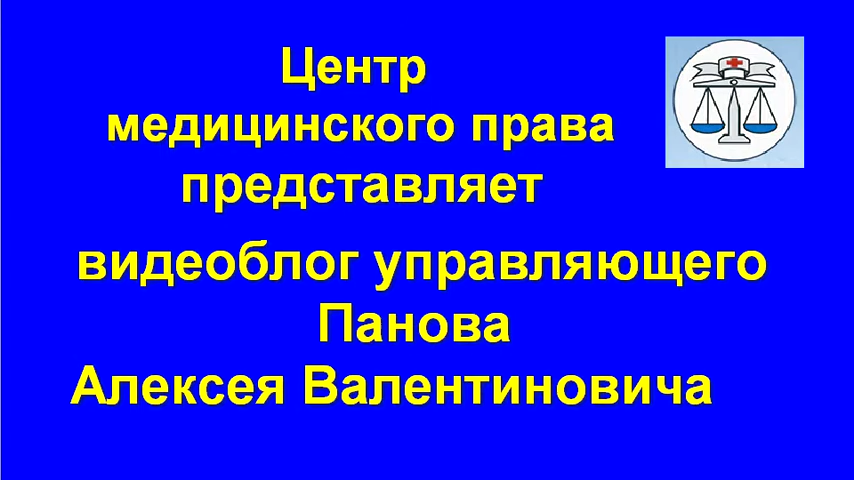 Центр
медицинского права
представляет
видеоблог управляющего
Панова
Алексея Валентиновича